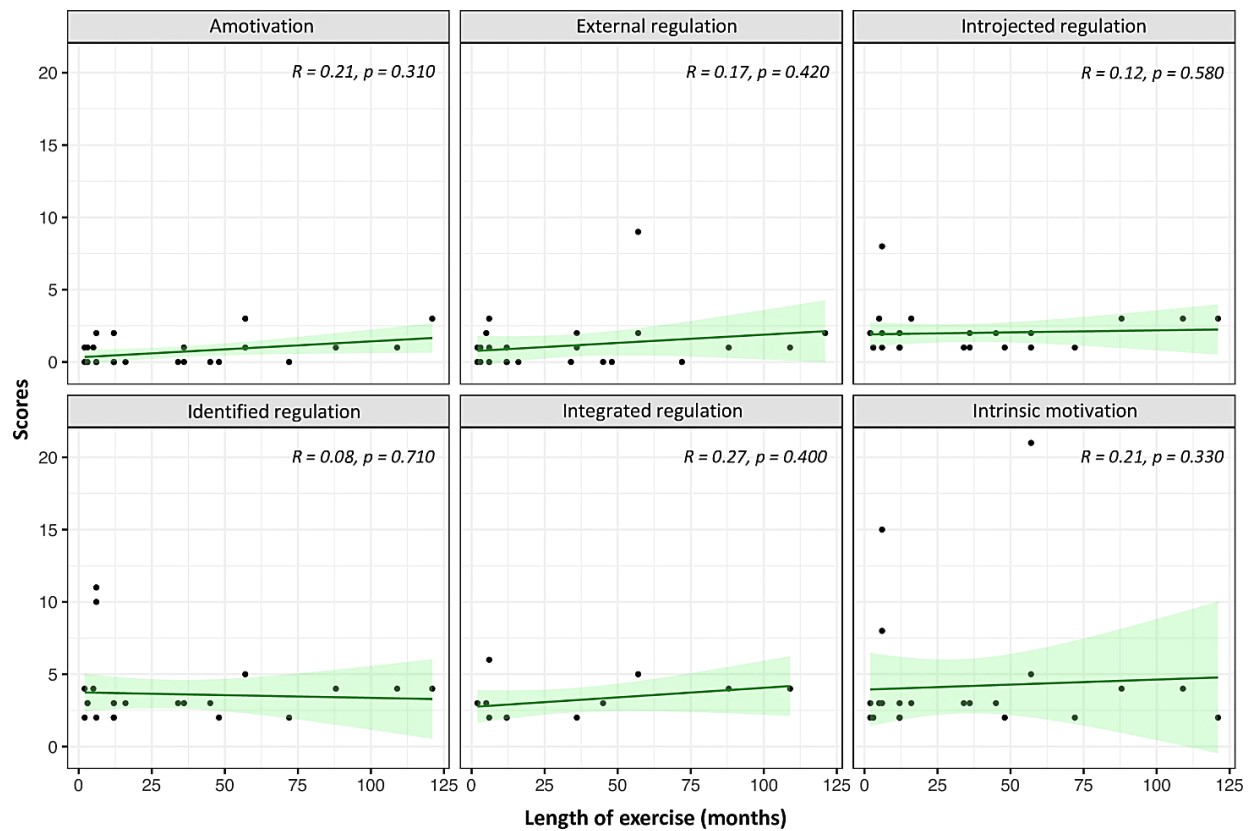 Amotivation
External regulation
Introjected regulation
R = 0.21, p = 0.310
R = 0.17, p = 0.420
R = 0.12, p = 0.580
20
15
10
5
0
Identified regulation
Integrated regulation
Intrinsic motivation
R = 0.08, p = 0.710
R = 0.27, p = 0.400
R = 0.21, p = 0.330
20
15
10
5
0
Scores
0 25 50 75 100 125 0 25 50 75 100 125 0 25 50 75 100 125
Length of exercise (months)